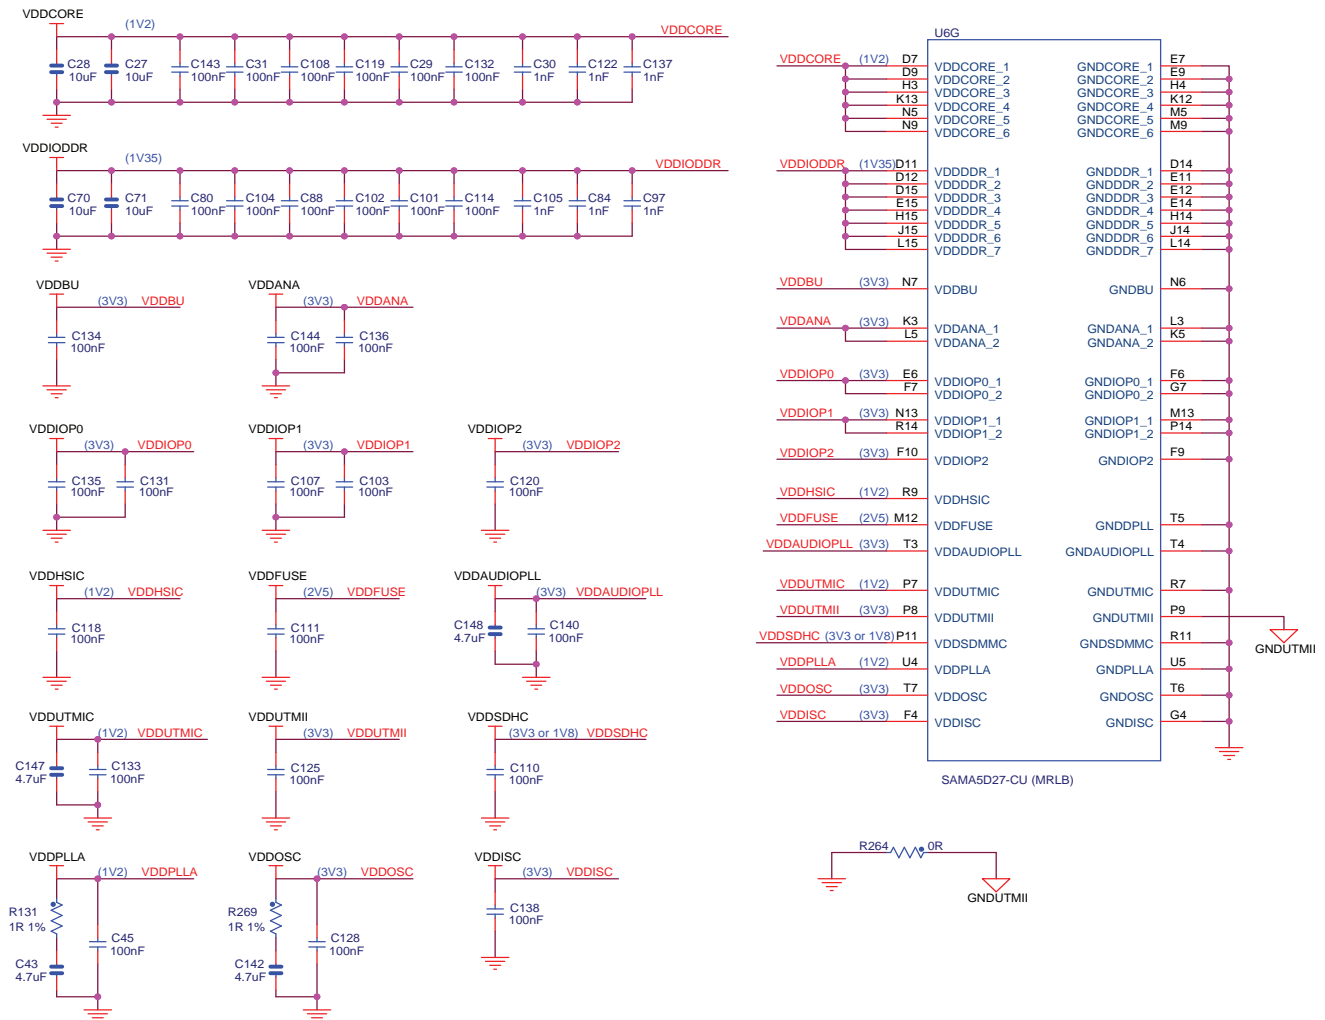 VDDCORE
(1V2)
VDDCORE
C28
10uF
C27
10uF
C143
100nF
C31
100nF
C108
100nF
C119
100nF
C29
100nF
C132
100nF
C30
1nF
C122
1nF
C137
1nF
VDDIODDR
(1V35)
VDDIODDR
C70
10uF
C71
10uF
C80
100nF
C104
100nF
C88
100nF
C102
100nF
C101
100nF
C114
100nF
C105
1nF
C84
1nF
C97
1nF
VDDBU
(3V3) VDDBU
C134
100nF
VDDANA
(3V3) VDDANA
C144
100nF
C136
100nF
VDDIOP0
(3V3) VDDIOP0
C135
100nF
C131
100nF
VDDIOP1
(3V3) VDDIOP1
C107
100nF
C103
100nF
VDDIOP2
(3V3) VDDIOP2
C120
100nF
VDDHSIC
(1V2) VDDHSIC
C118
100nF
VDDFUSE
(2V5) VDDFUSE
C111
100nF
VDDAUDIOPLL
(3V3) VDDAUDIOPLL
C148
4.7uF
C140
100nF
VDDUTMIC
(1V2) VDDUTMIC
C147
4.7uF
C133
100nF
VDDUTMII
(3V3) VDDUTMII
C125
100nF
VDDSDHC
(3V3 or 1V8) VDDSDHC
C110
100nF
VDDPLLA
(1V2) VDDPLLA
R131
1R 1%
C45
100nF
C43
4.7uF
VDDOSC
(3V3) VDDOSC
R269
1R 1%
C128
100nF
C142
4.7uF
VDDISC
(3V3) VDDISC
C138
100nF
U6G
VDDCORE (1V2) D7 VDDCORE_1 GNDCORE_1 E7
D9 VDDCORE_2 GNDCORE_2 E9
H3 VDDCORE_3 GNDCORE_3 H4
K13 VDDCORE_4 GNDCORE_4 K12
N5 VDDCORE_5 GNDCORE_5 M5
N9 VDDCORE_6 GNDCORE_6 M9
VDDIODDR (1V35) D11 VDDDDR_1 GNDDDR_1 D14
D12 VDDDDR_2 GNDDDR_2 E11
D15 VDDDDR_3 GNDDDR_3 E12
E15 VDDDDR_4 GNDDDR_4 E14
H15 VDDDDR_5 GNDDDR_5 H14
J15 VDDDDR_6 GNDDDR_6 J14
L15 VDDDDR_7 GNDDDR_7 L14
VDDBU (3V3) N7 VDDBU GNDBU N6
VDDANA (3V3) K3 VDDANA_1 GNDANA_1 L3
L5 VDDANA_2 GNDANA_2 K5
VDDIOP0 (3V3) E6 VDDIOP0_1 GNDIOP0_1 F6
F7 VDDIOP0_2 GNDIOP0_2 G7
VDDIOP1 (3V3) N13 VDDIOP1_1 GNDIOP1_1 M13
R14 VDDIOP1_2 GNDIOP1_2 P14
VDDIOP2 (3V3) F10 VDDIOP2 GNDIOP2 F9
VDDHSIC (1V2) R9 VDDHSIC
VDDFUSE (2V5) M12 VDDFUSE GNDDPLL T5
VDDAUDIOPLL (3V3) T3 VDDAUDIOPLL GNDAUDIOPLL T4
VDDUTMIC (1V2) P7 VDDUTMIC GNDUTMIC R7
VDDUTMII (3V3) P8 VDDUTMII GNDUTMII P9
GNDUTMII
VDDSDHC (3V3 or 1V8) P11 VDDSDMMC GNDSDMMC R11
VDDPLLA (1V2) U4 VDDPLLA GNDPLLA U5
VDDOSC (3V3) T7 VDDOSC GNDOSC T6
VDDISC (3V3) F4 VDDISC GNDISC G4
SAMA5D27-CU (MRLB)
R264 0R
GNDUTMII